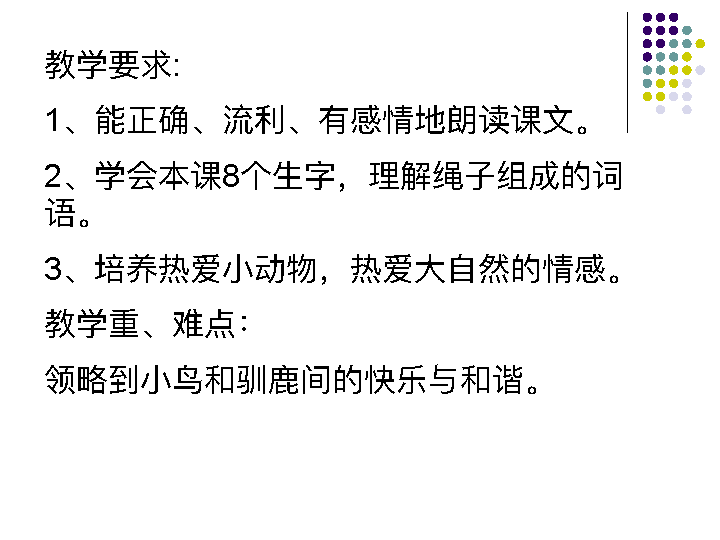 教学要求:
1、能正确、流利、有感情地朗读课文。
2、学会本课8个生字，理解绳子组成的词
语。
3、培养热爱小动物，热爱大自然的情感。
教学重、难点：
领略到小鸟和驯鹿间的快乐与和谐。